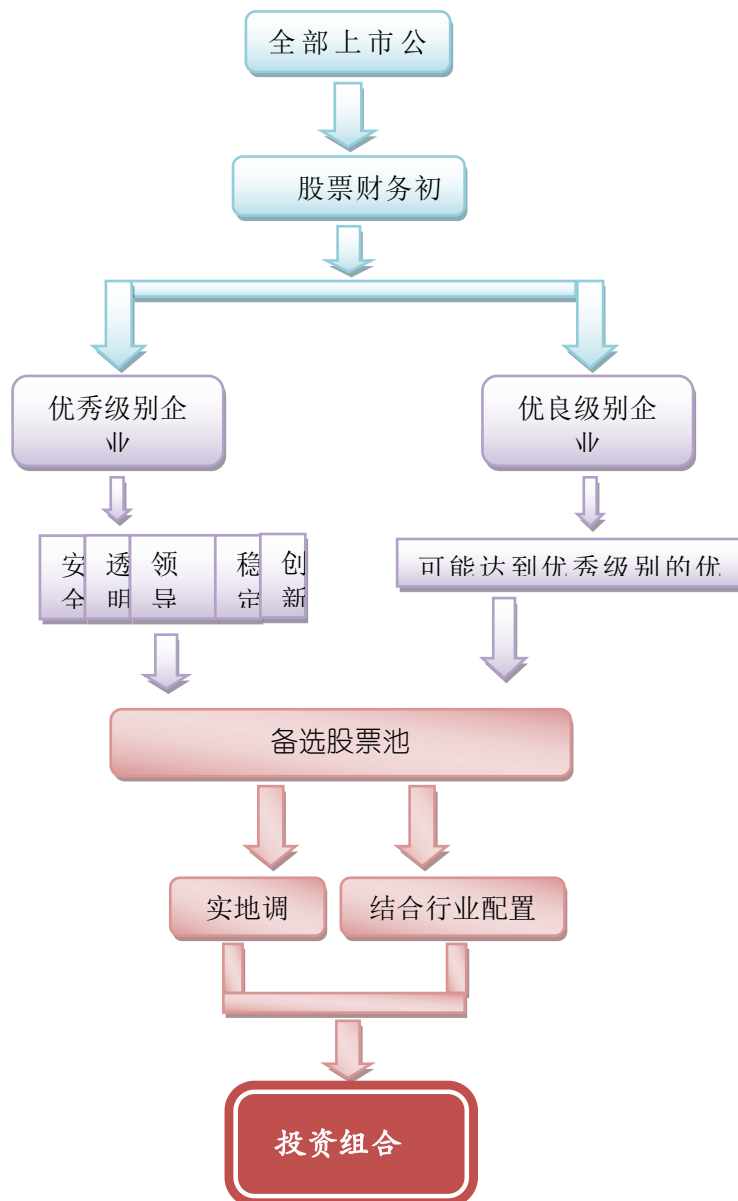 全部上市公
股票财务初
优秀级别企
业
优良级别企
业
安全
透明
领导
稳定
创新
可能达到优秀级别的优
备选股票池
实地调
结合行业配置
投资组合